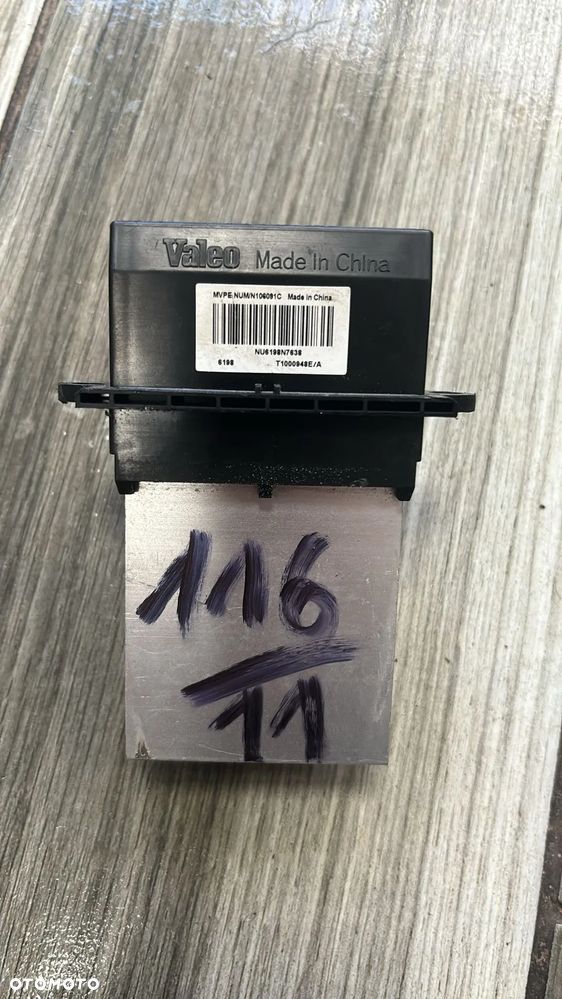 Valeo Made in China
MVPE:NUM/N106091C Made in China
NU6198N7638
6198 T1000948E/A
116
11
OTOMOTO